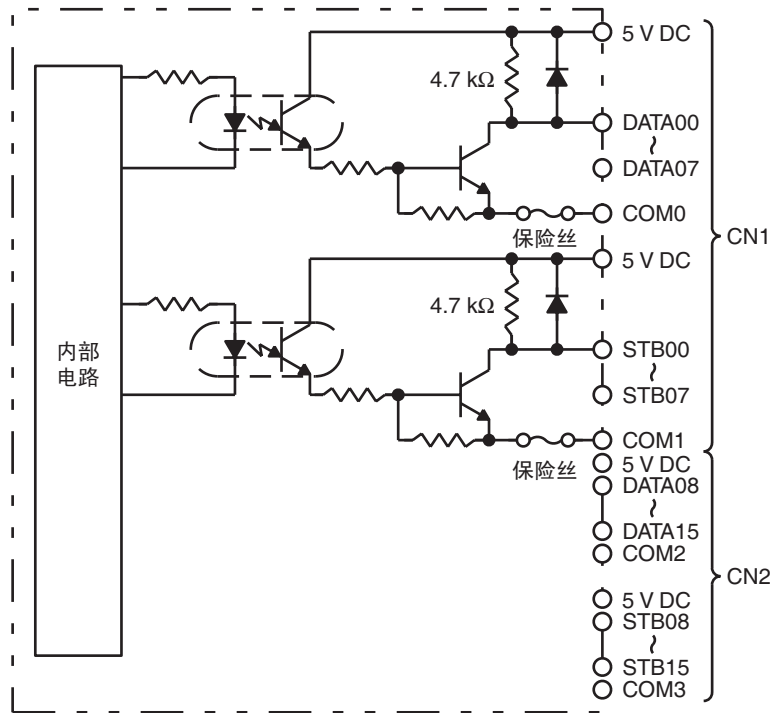 5 V DC
4.7 kΩ
DATA00
~
DATA07
COM0
保险丝
CN1
5 V DC
4.7 kΩ
内部
电路
STB00
~
STB07
COM1
保险丝
5 V DC
DATA08
~
DATA15
COM2
CN2
5 V DC
STB08
~
STB15
COM3